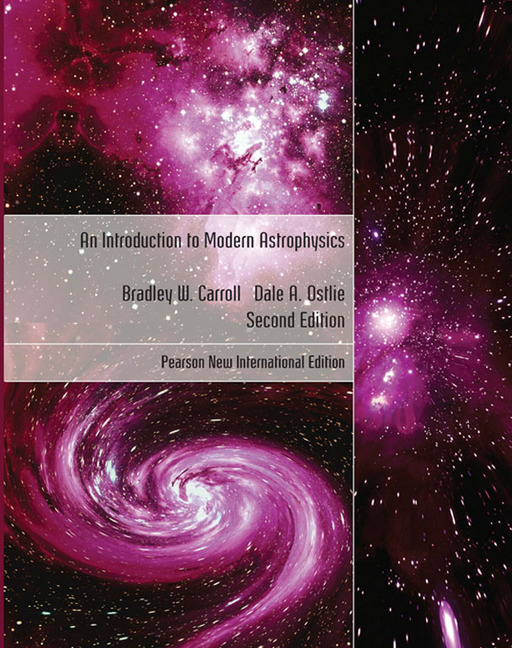 An Introduction to Modern Astrophysics
Bradley W. Carroll Dale A. Ostlie
Second Edition
Pearson New International Edition